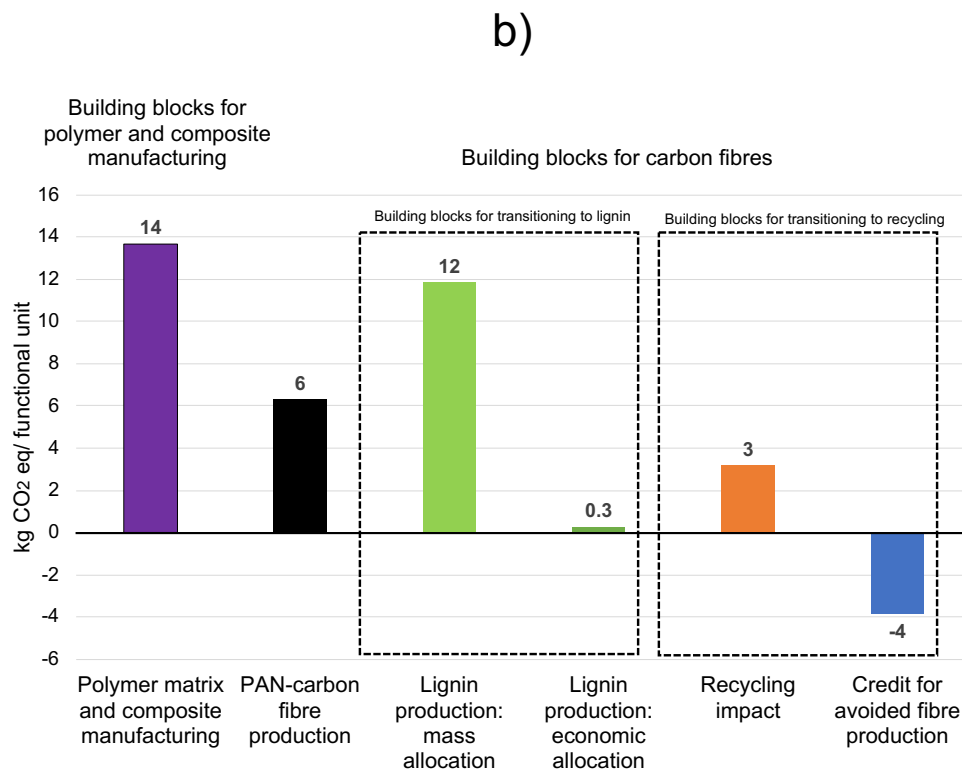 b)
Building blocks for
polymer and composite
manufacturing
Building blocks for carbon fibres
Building blocks for transitioning to lignin
Building blocks for transitioning to recycling
kg CO2 eq/ functional unit
16
14
12
10
8
6
4
2
0
-2
-4
-6
14
6
12
0.3
3
-4
Polymer matrix
and composite
manufacturing
PAN-carbon
fibre
production
Lignin
production:
mass
allocation
Lignin
production:
economic
allocation
Recycling
impact
Credit for
avoided fibre
production